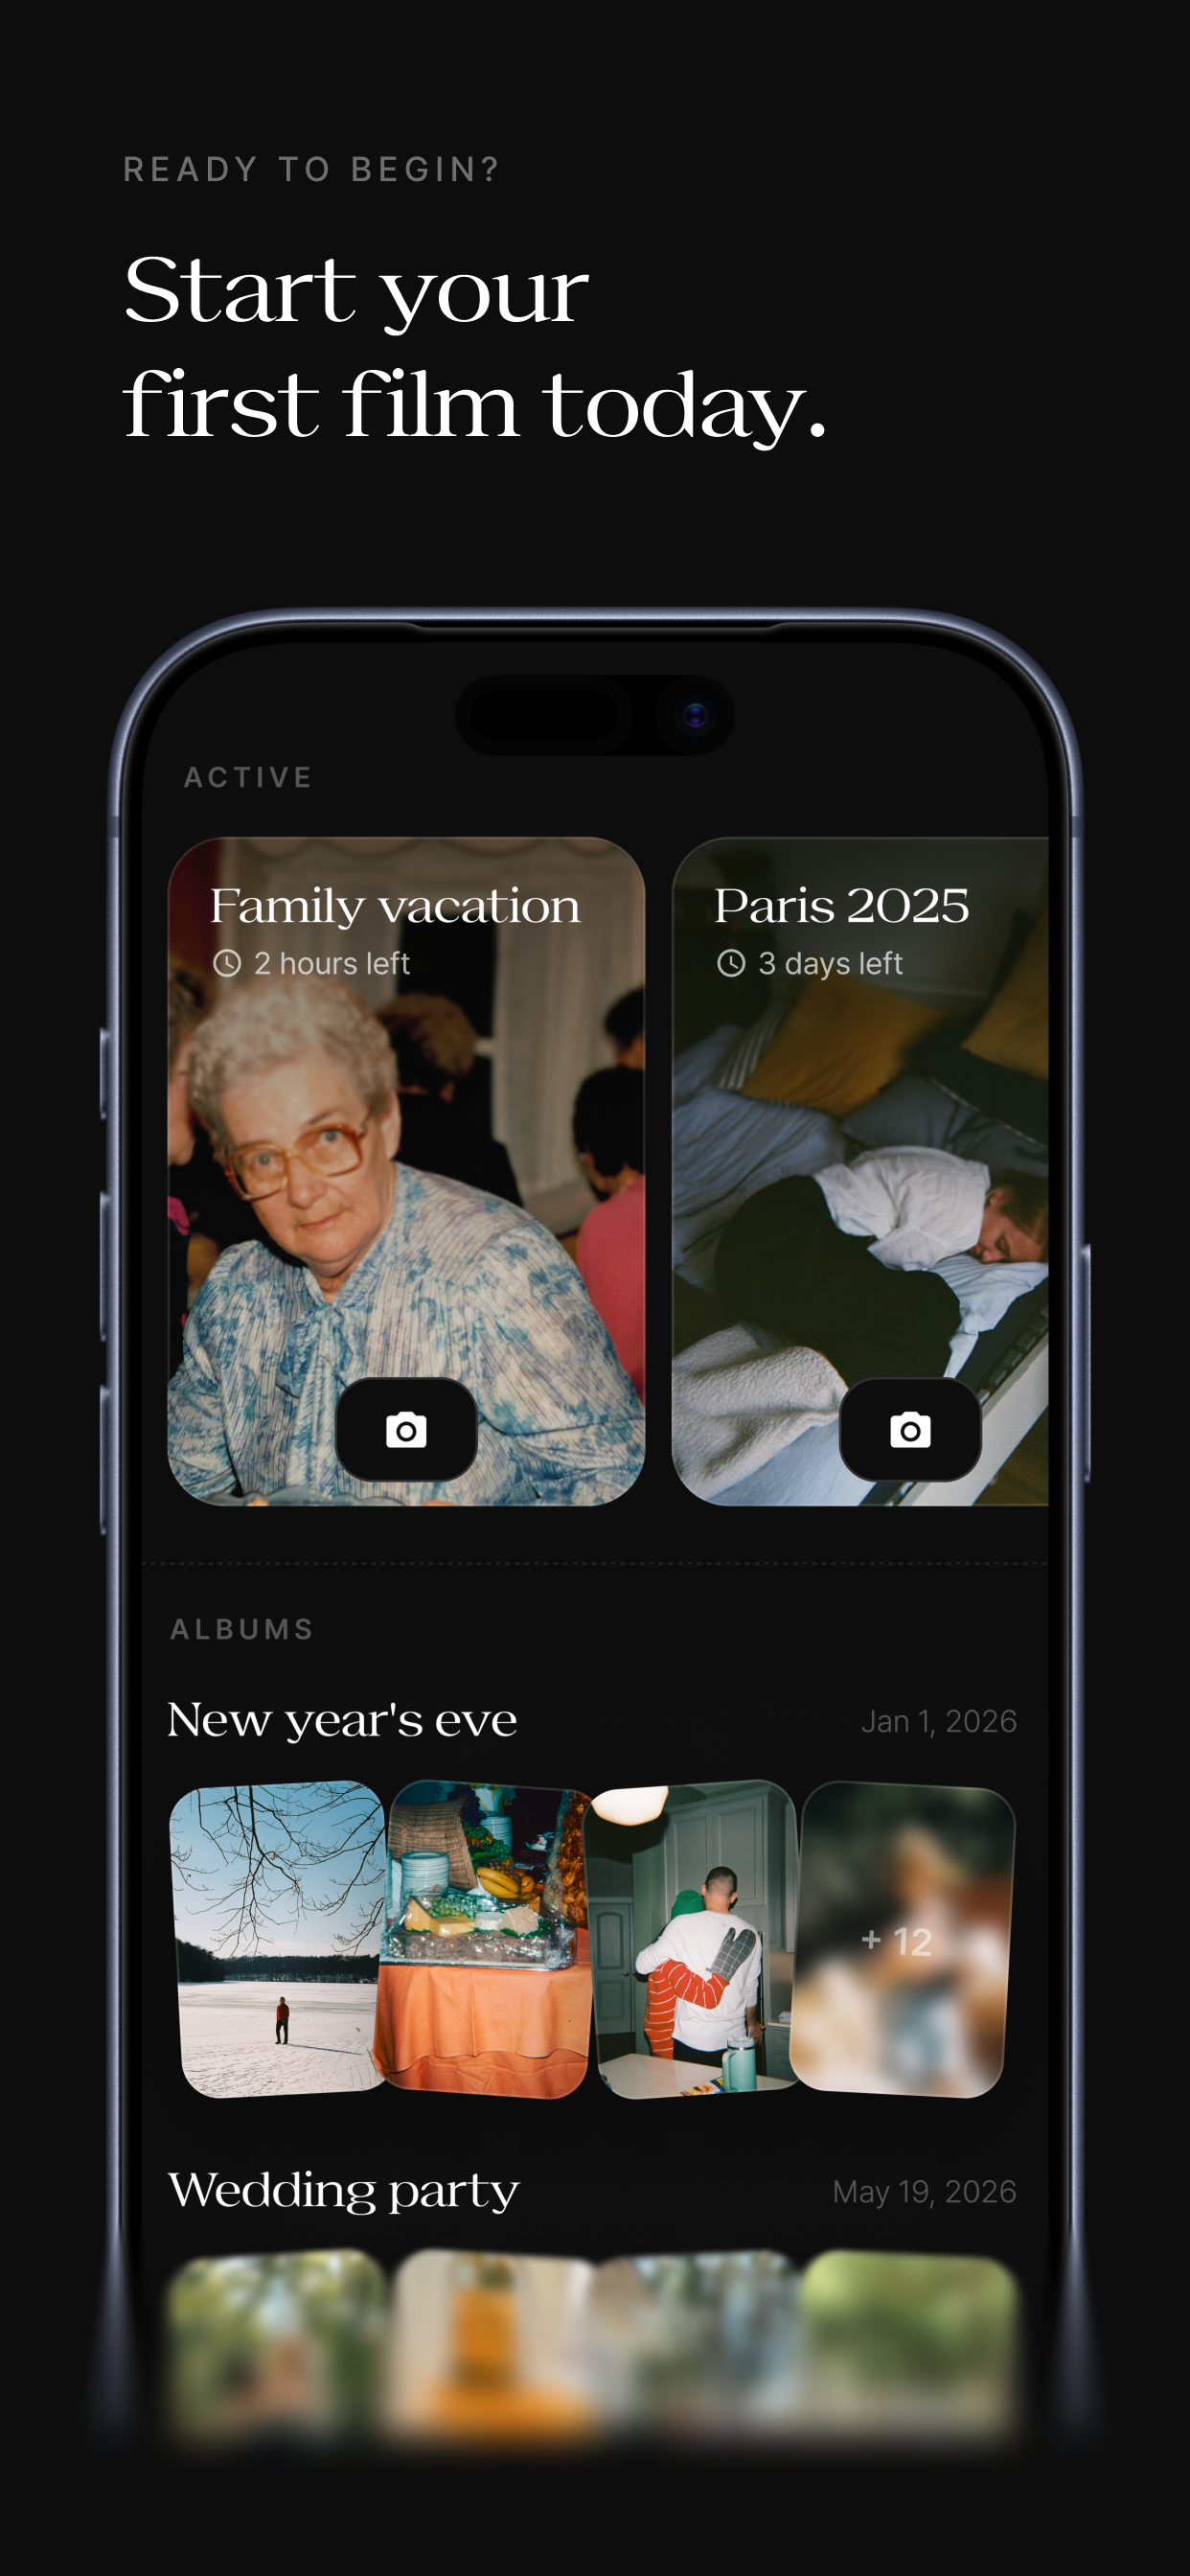 READY TO BEGIN?
Start your
first film today.
ACTIVE
Family vacation
2 hours left
Paris 2025
3 days left
ALBUMS
New year's eve
Jan 1, 2026
+ 12
Wedding party
May 19, 2026